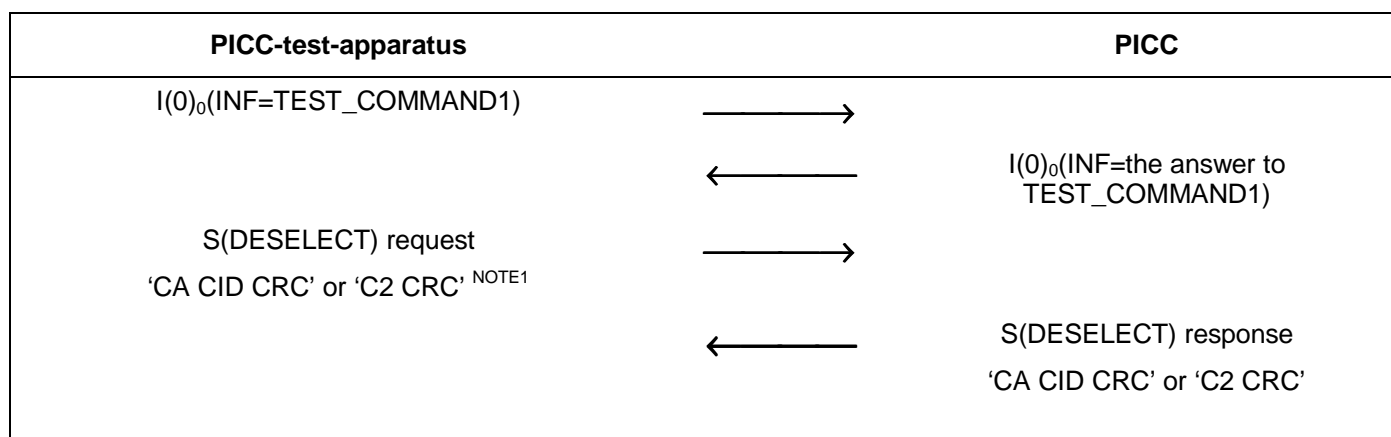 PICC-test-apparatus PICC
I(0)₀(INF=TEST_COMMAND1)
I(0)₀(INF=the answer to
TEST_COMMAND1)
S(DESELECT) request
‘CA CID CRC’ or ‘C2 CRC’ NOTE1
S(DESELECT) response
‘CA CID CRC’ or ‘C2 CRC’